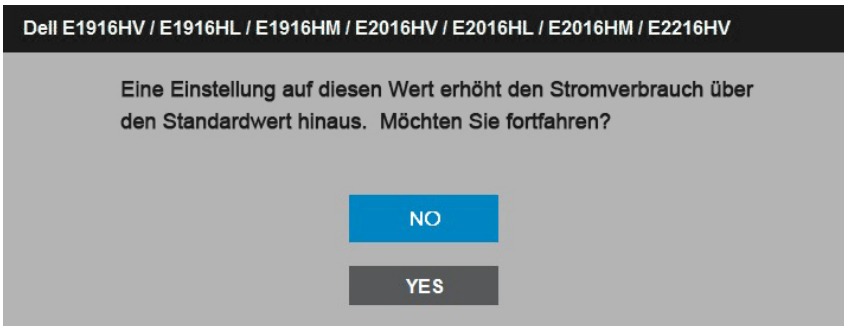 Dell E1916HV / E1916HL / E1916HM / E2016HV / E2016HL / E2016HM / E2216HV
Eine Einstellung auf diesen Wert erhöht den Stromverbrauch über
den Standardwert hinaus.  Möchten Sie fortfahren?
NO
YES